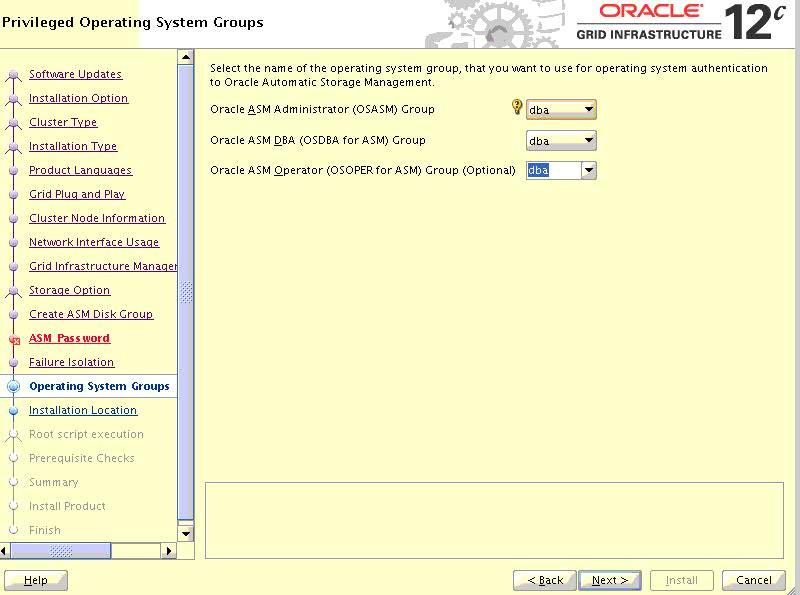 Privileged Operating System Groups
ORACLE®
GRID INFRASTRUCTURE
12c
Software Updates
Installation Option
Cluster Type
Installation Type
Product Languages
Grid Plug and Play
Cluster Node Information
Network Interface Usage
Grid Infrastructure Manager
Storage Option
Create ASM Disk Group
ASM Password
Failure Isolation
Operating System Groups
Installation Location
Root script execution
Prerequisite Checks
Summary
Install Product
Finish
Select the name of the operating system group, that you want to use for operating system authentication
to Oracle Automatic Storage Management.
Oracle ASM Administrator (OSASM) Group
dba
Oracle ASM DBA (OSDBA for ASM) Group
dba
Oracle ASM Operator (OSOPER for ASM) Group (Optional)
dba
Help
< Back
Next >
Install
Cancel